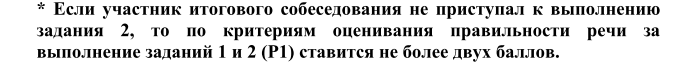 * Если участник итогового собеседования не приступал к выполнению
задания 2, то по критериям оценивания правильности речи за
выполнение заданий 1 и 2 (Р1) ставится не более двух баллов.